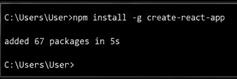 C:\Users\User>npm install -g create-react-app
added 67 packages in 5s
C:\Users\User>